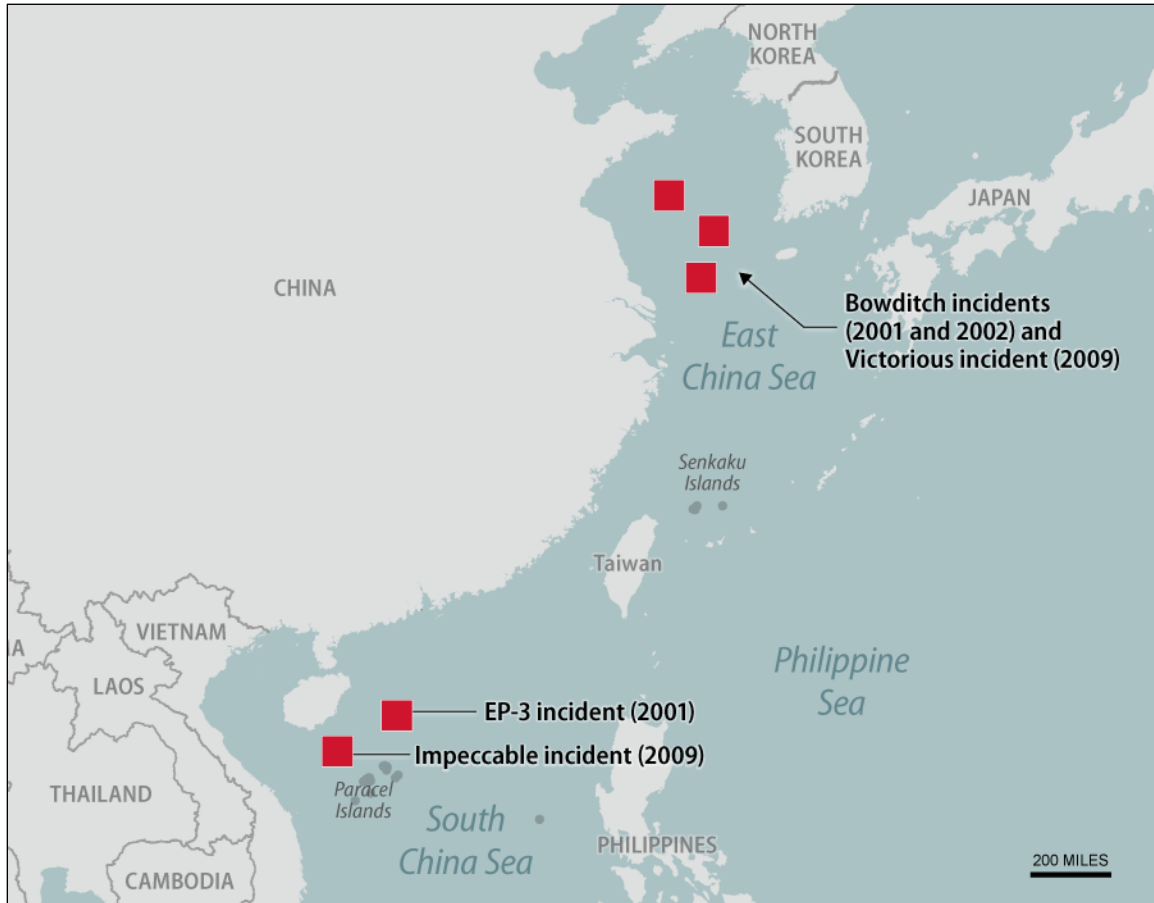 NORTH
KOREA
SOUTH
KOREA
JAPAN
CHINA
Bowditch incidents
(2001 and 2002) and
Victorious incident (2009)
East
China Sea
Senkaku
Islands
Taiwan
VIETNAM
IA
LAOS
Philippine
Sea
EP-3 incident (2001)
Impeccable incident (2009)
THAILAND
Paracel
Islands
South
China Sea
PHILIPPINES
200 MILES
CAMBODIA